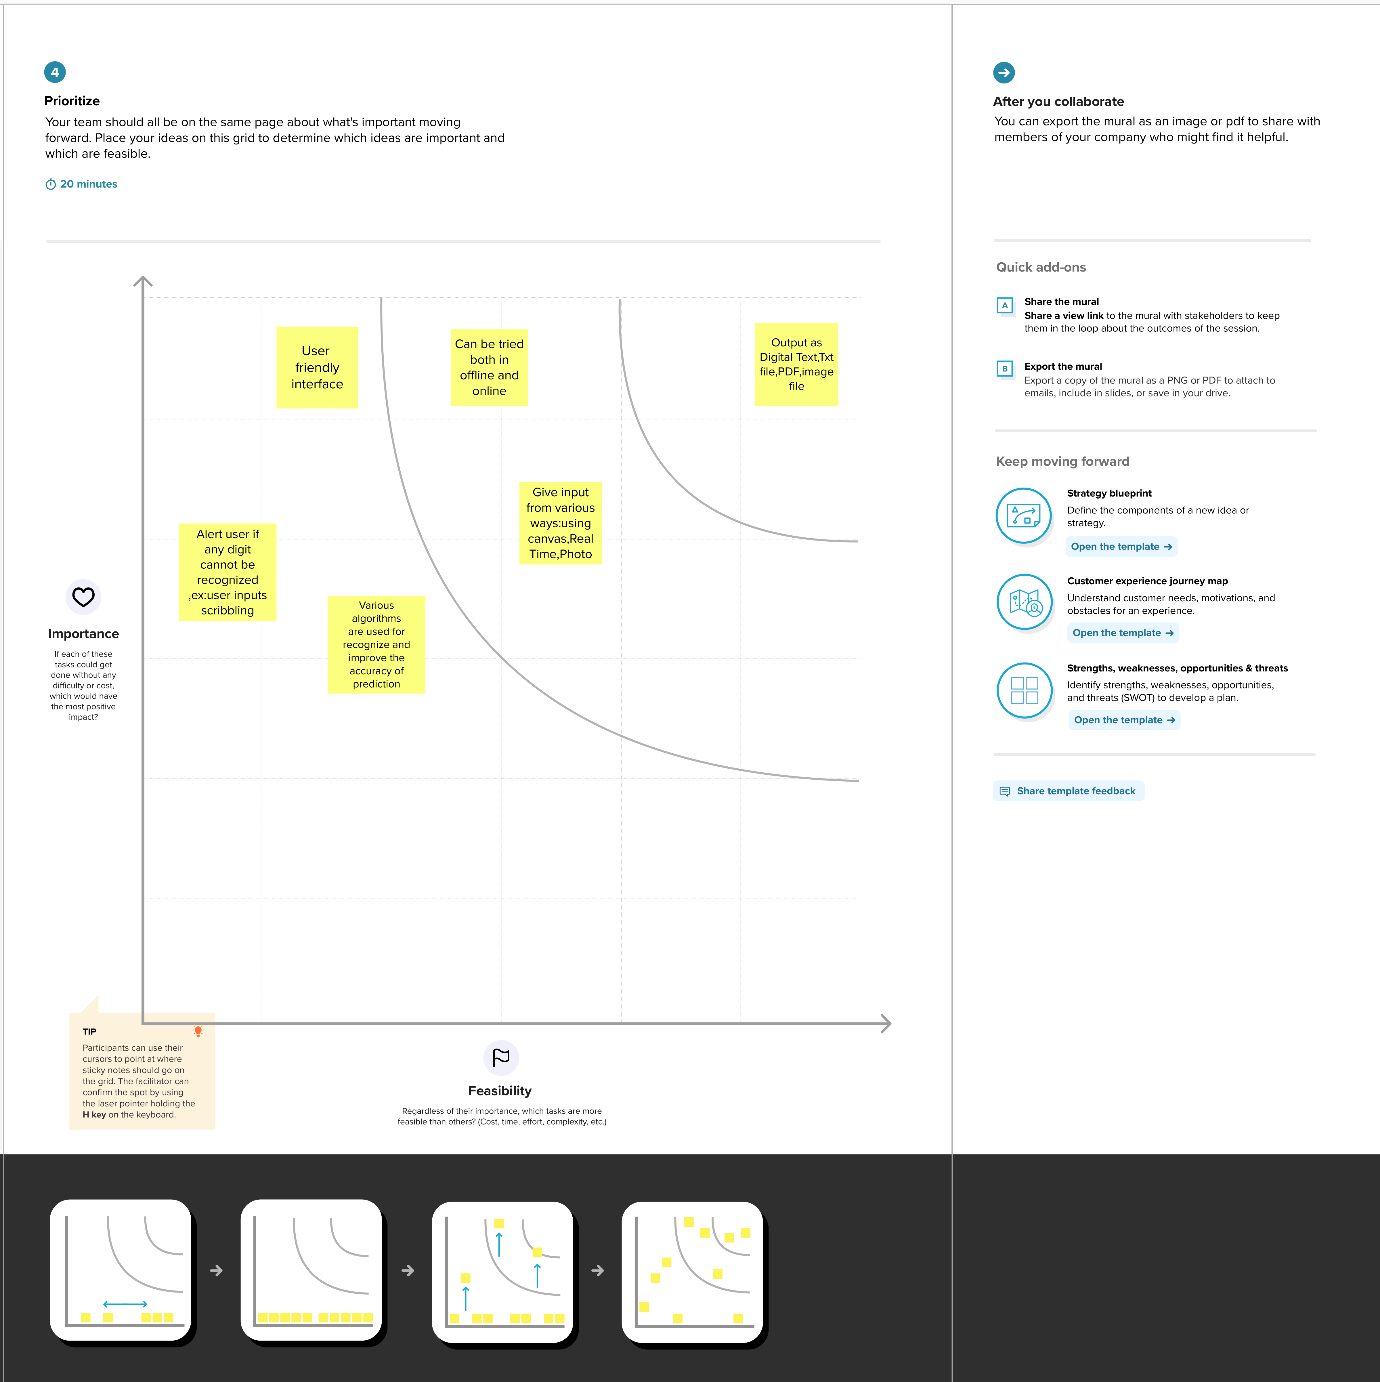 4
Prioritize
Your team should all be on the same page about what's important moving
forward. Place your ideas on this grid to determine which ideas are important and
which are feasible.
20 minutes
User
friendly
interface
Can be tried
both in
offline and
online
Output as
Digital Text,Txt
file,PDF,image
file
Give input
from various
ways:using
canvas,Real
Time,Photo
Alert user if
any digit
cannot be
recognized
,ex:user inputs
scribbling
Various
algorithms
are used for
recognize and
improve the
accuracy of
prediction
Importance
If each of these
tasks could get
done without any
difficulty or cost,
which would have
the most positive
impact?
TIP
Participants can use their
cursors to point at where
sticky notes should go on
the grid. The facilitator can
confirm the spot by using
the laser pointer holding the
H key on the keyboard.
Feasibility
Regardless of their importance, which tasks are more
feasible than others? (Cost, time, effort, complexity, etc.)
After you collaborate
You can export the mural as an image or pdf to share with
members of your company who might find it helpful.
Quick add-ons
A
Share the mural
Share a view link to the mural with stakeholders to keep
them in the loop about the outcomes of the session.
B
Export the mural
Export a copy of the mural as a PNG or PDF to attach to
emails, include in slides, or save in your drive.
Keep moving forward
Strategy blueprint
Define the components of a new idea or
strategy.
Open the template →
Customer experience journey map
Understand customer needs, motivations, and
obstacles for an experience.
Open the template →
Strengths, weaknesses, opportunities & threats
Identify strengths, weaknesses, opportunities,
and threats (SWOT) to develop a plan.
Open the template →
Share template feedback